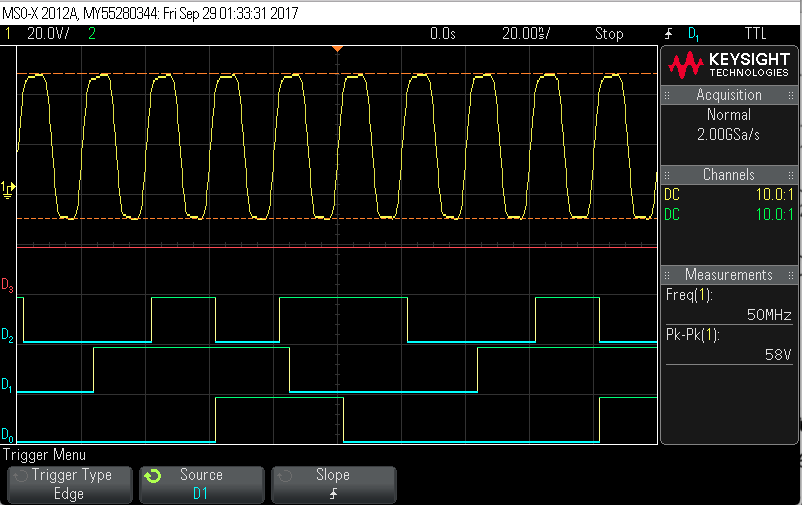 MSO-X 2012A, MY55280344: Fri Sep 29 01:33:31 2017
1 20.0V/ 2 0.0s 20.00ns/ Stop D1 TTL
KEYSIGHT
TECHNOLOGIES
Acquisition
Normal
2.00GSa/s
Channels
DC 10.0:1
DC 10.0:1
Measurements
Freq(1):
50MHz
Pk-Pk(1):
58V
1
D3
D2
D1
D0
Trigger Menu
Trigger Type
Edge
Source
D1
Slope